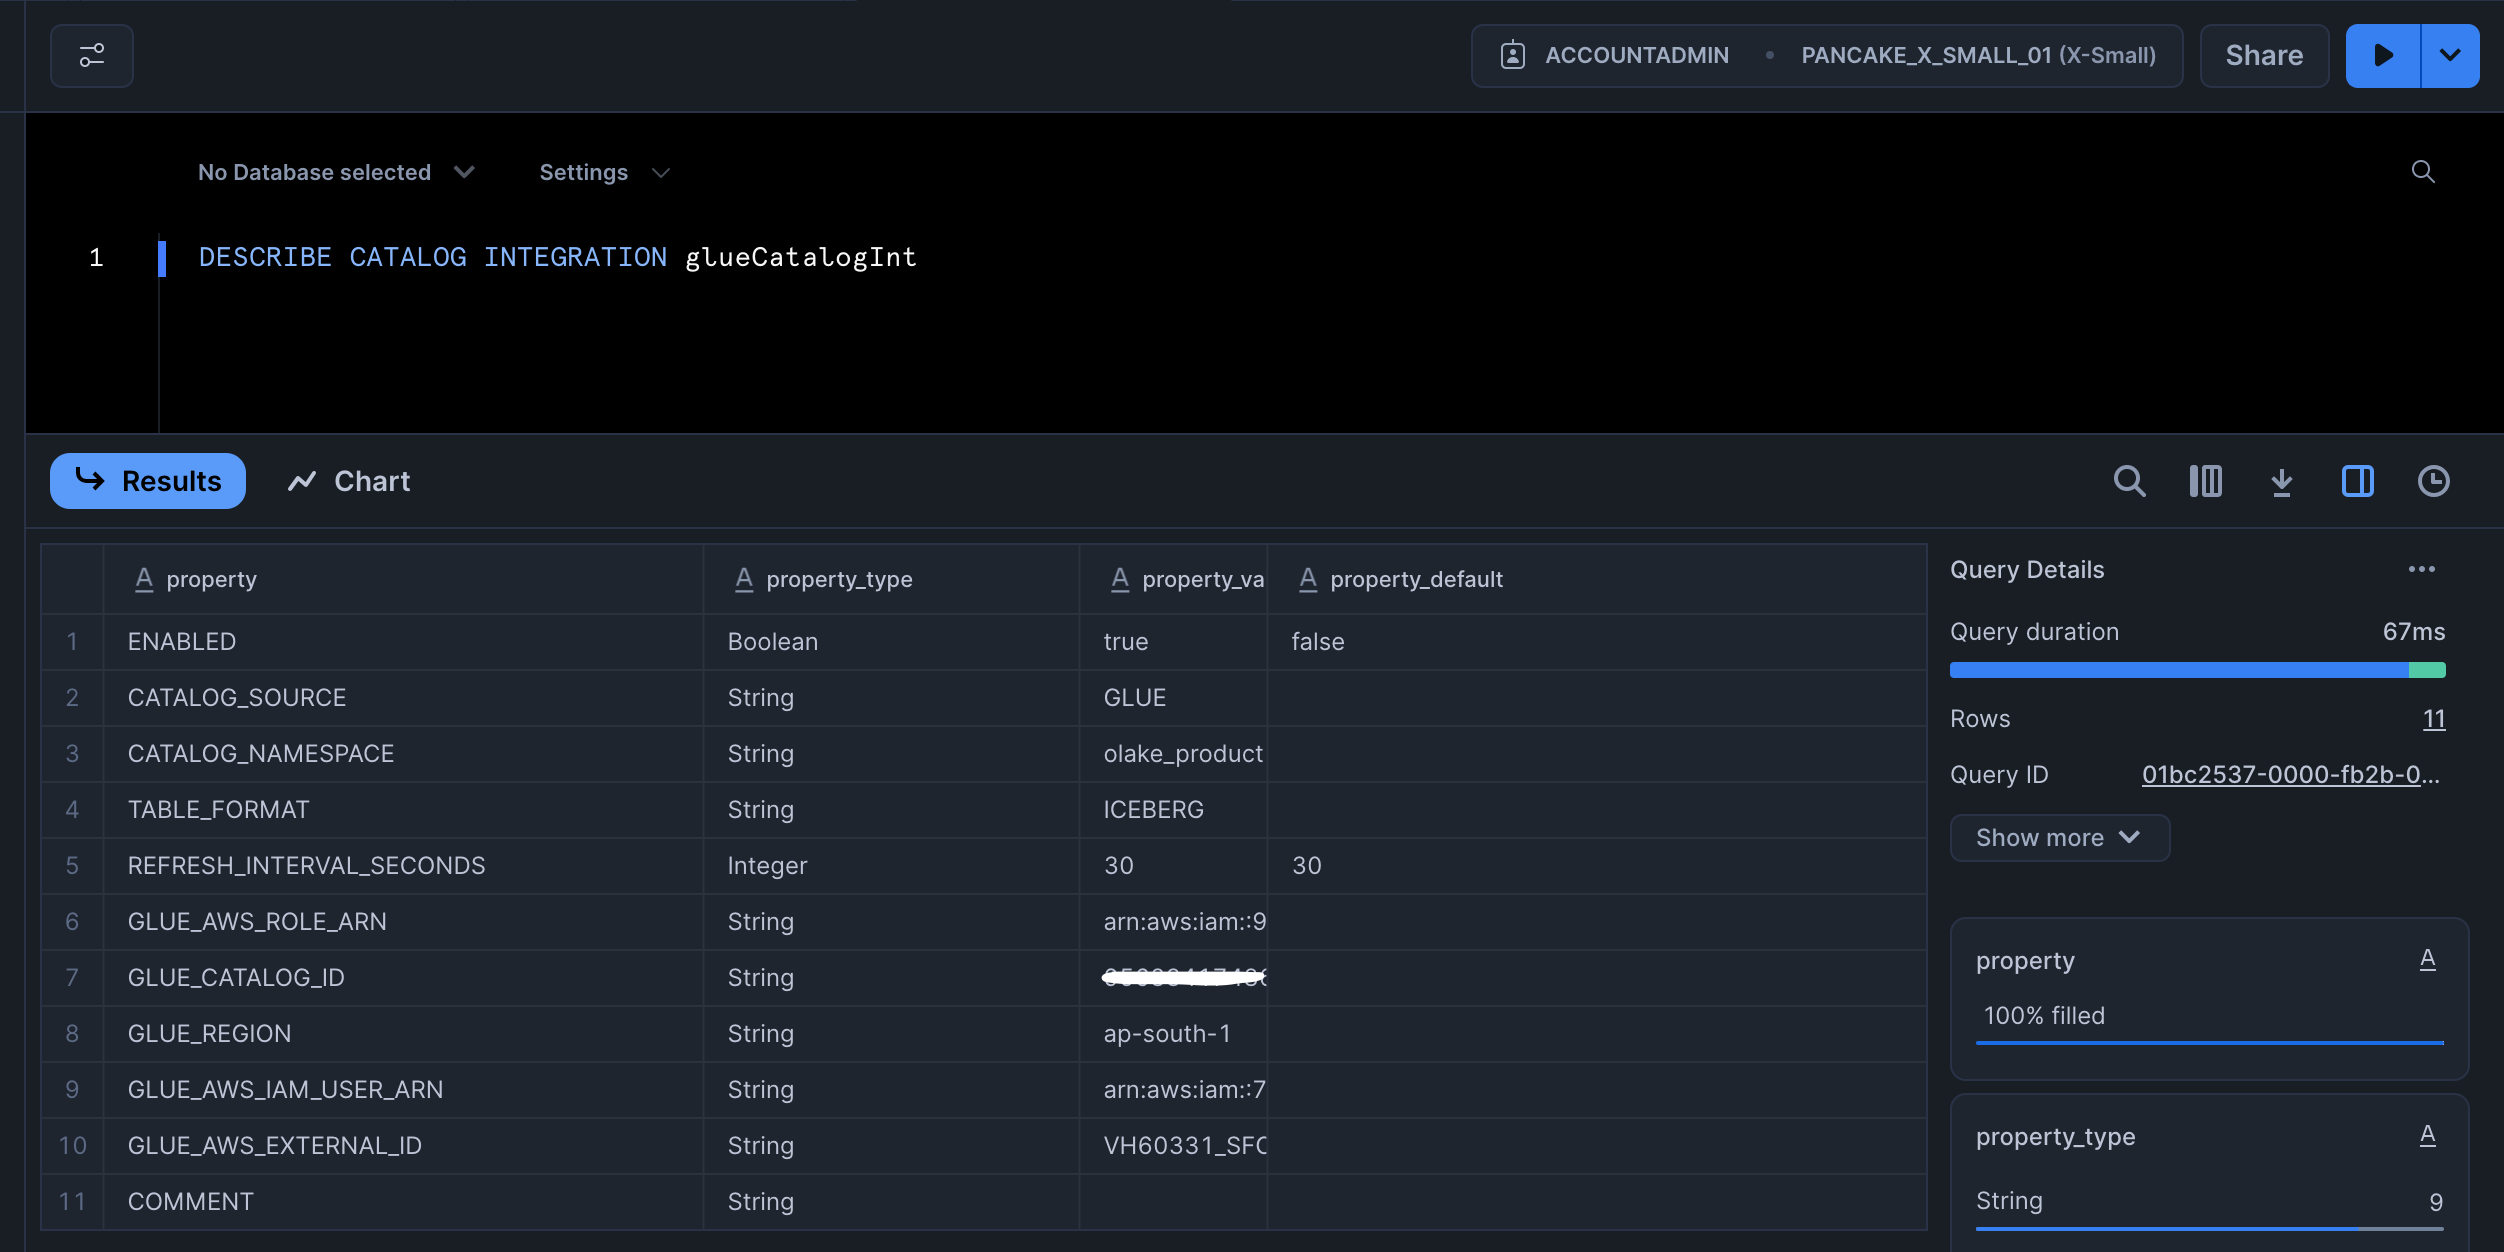 ACCOUNTADMIN • PANCAKE_X_SMALL_01 (X-Small)
Share
No Database selected
Settings
1 DESCRIBE CATALOG INTEGRATION glueCatalogInt
Results
Chart
A property A property_type A property_va A property_default
1 ENABLED Boolean true false
2 CATALOG_SOURCE String GLUE
3 CATALOG_NAMESPACE String olake_product
4 TABLE_FORMAT String ICEBERG
5 REFRESH_INTERVAL_SECONDS Integer 30 30
6 GLUE_AWS_ROLE_ARN String arn:aws:iam::9
7 GLUE_CATALOG_ID String
8 GLUE_REGION String ap-south-1
9 GLUE_AWS_IAM_USER_ARN String arn:aws:iam::7
10 GLUE_AWS_EXTERNAL_ID String VH60331_SFC
11 COMMENT String
Query Details
Query duration 67ms
Rows 11
Query ID 01bc2537-0000-fb2b-0...
Show more
property A
100% filled
property_type A
String 9